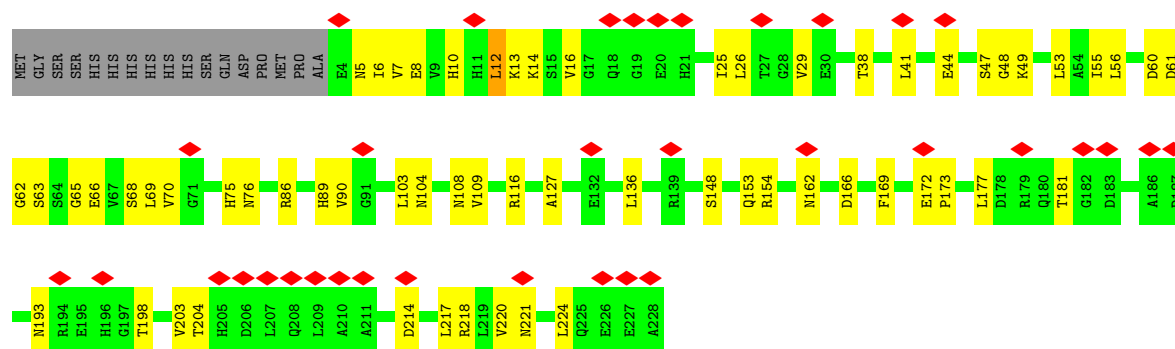 MET GLY SER SER HIS HIS HIS HIS HIS HIS SER GLN ASP PRO MET PRO ALA E4 N5 I6 V7 E8 V9 H10 H11 L12 K13 K14 S15 V16 G17 Q18 G19 E20 H21 I25 L26 T27 G28 V29 E30 T38 L41 E44 S47 G48 K49 L53 A54 I55 L56 D60 D61
G62 S63 S64 G65 E66 V67 S68 L69 V70 G71 H75 N76 R86 H89 V90 G91 L103 N104 N108 V109 R116 A127 E132 L136 R139 S148 Q153 R154 N162 D166 F169 E172 P173 L177 D178 R179 Q180 T181 G182 D183 A186
N193 R194 E195 H196 G197 T198 V203 T204 H205 D206 L207 Q208 L209 A210 A211 D214 L217 R218 L219 V220 N221 L224 Q225 E226 E227 A228